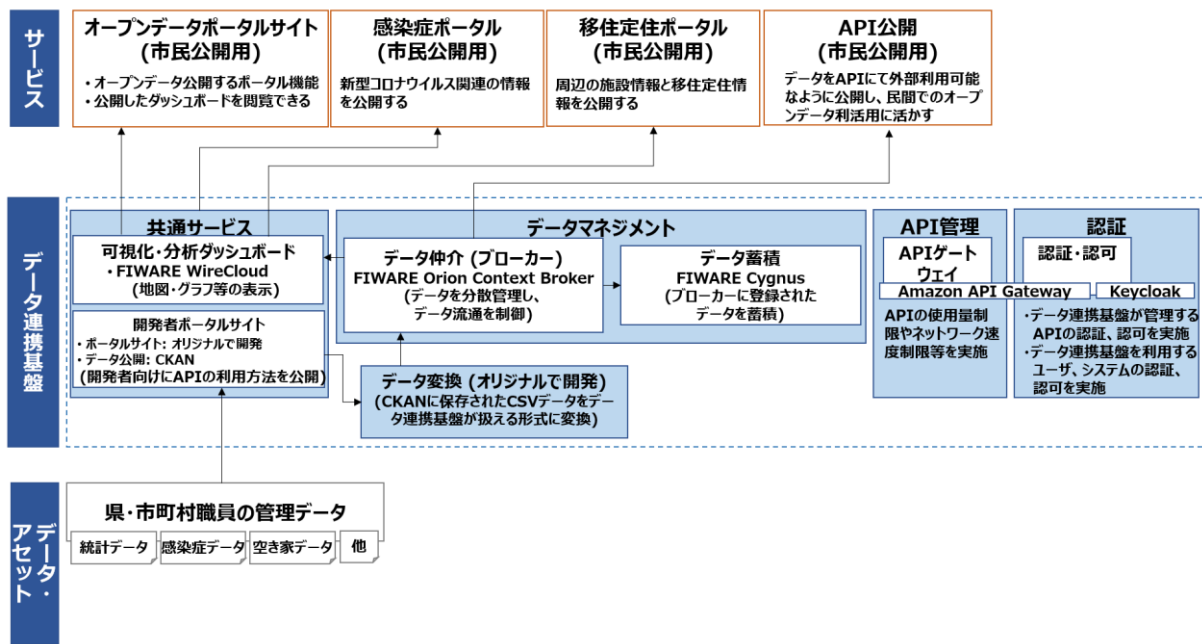 サービス
オープンデータポータルサイト
(市民公開用)
・オープンデータ公開するポータル機能
・公開したダッシュボードを閲覧できる
感染症ポータル
(市民公開用)
新型コロナウイルス関連の情報
を公開する
移住定住ポータル
(市民公開用)
周辺の施設情報と移住定住情
報を公開する
API公開
(市民公開用)
データをAPIにて外部利用可能
なように公開し、民間でのオープ
ンデータ利活用に活かす
データ連携基盤
共通サービス
可視化・分析ダッシュボード
・FIWARE WireCloud
(地図・グラフ等の表示)
開発者ポータルサイト
・ポータルサイト: オリジナルで開発
・データ公開: CKAN
(開発者向けにAPIの利用方法を公開)
データマネジメント
データ仲介 (ブローカー)
FIWARE Orion Context Broker
(データを分散管理し、
データ流通を制御)
データ蓄積
FIWARE Cygnus
(ブローカーに登録された
データを蓄積)
データ変換 (オリジナルで開発)
(CKANに保存されたCSVデータをデー
タ連携基盤が扱える形式に変換)
API管理
APIゲート
ウェイ
Amazon API Gateway
APIの使用量制
限やネットワーク速
度制限等を実施
認証
認証・認可
Keycloak
・データ連携基盤が管理する
APIの認証、認可を実施
・データ連携基盤を利用する
ユーザ、システムの認証、
認可を実施
データ・
アセット
県・市町村職員の管理データ
統計データ
感染症データ
空き家データ
他